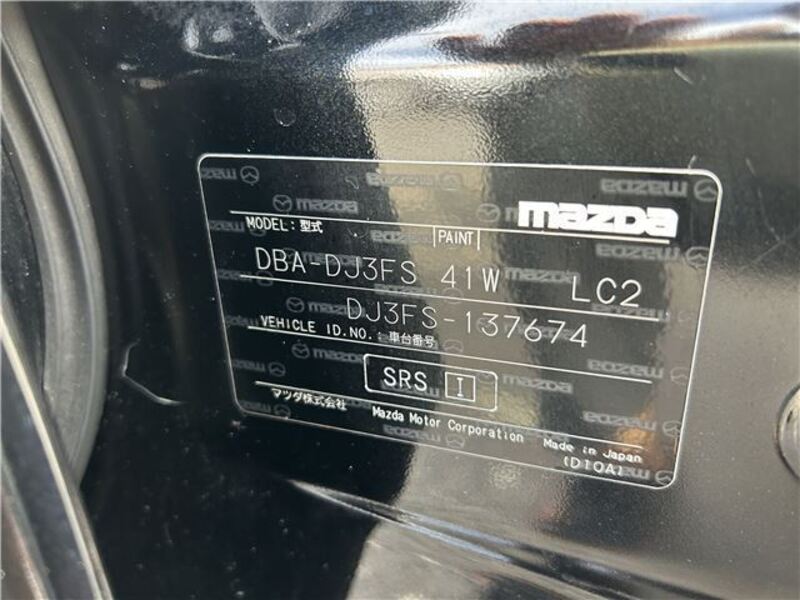 mazDa
MODEL: 型式 PAINT
DBA-DJ3FS 41W LC2
DJ3FS-137674
VEHICLE ID.NO.: 車台番号
SRS I
マツダ株式会社 Mazda Motor Corporation Made in Japan
(D10A)